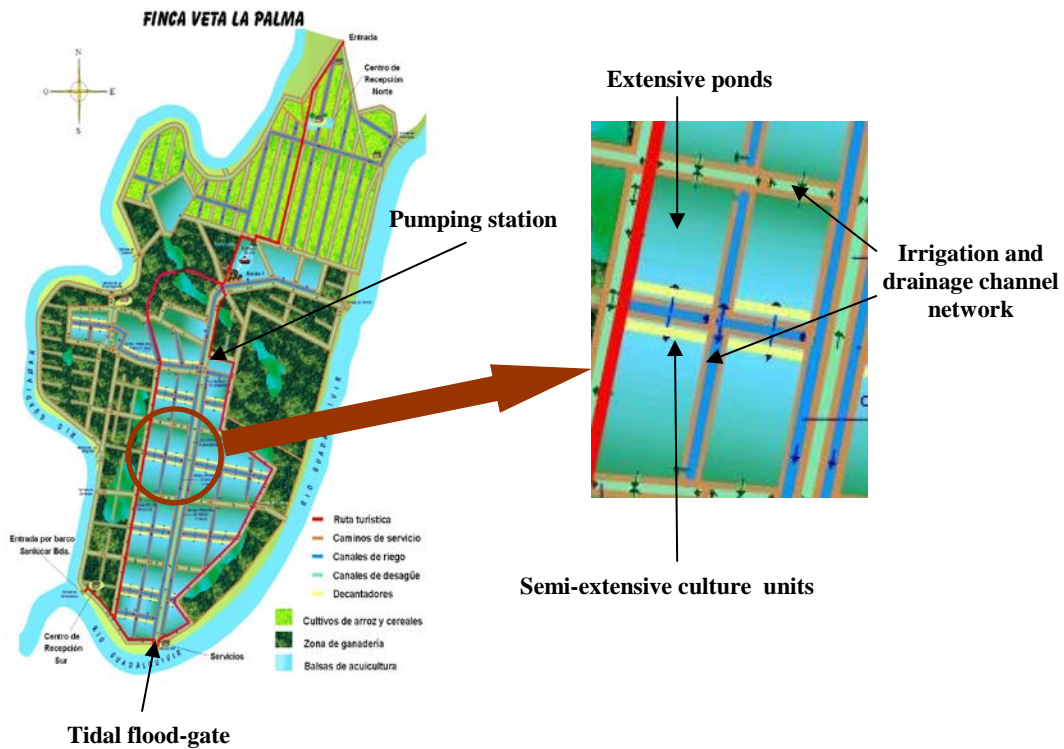 FINCA VETA LA PALMA
Entrada
N
O
E
S
Centro de
Recepción
Norte
Pumping station
RIO GUADIAMAR
RIO GUADALQUIVIR
Entrada por barco
Sanlúcar Bda.
Centro de
Recepción
Sur
RIO GUADALQUIVIR
Servicios
Ruta turística
Caminos de servicio
Canales de riego
Canales de desagüe
Decantadores
Cultivos de arroz y cereales
Zona de ganadería
Balsas de acuicultura
Tidal flood-gate
Extensive ponds
Irrigation and
drainage channel
network
Semi-extensive culture units